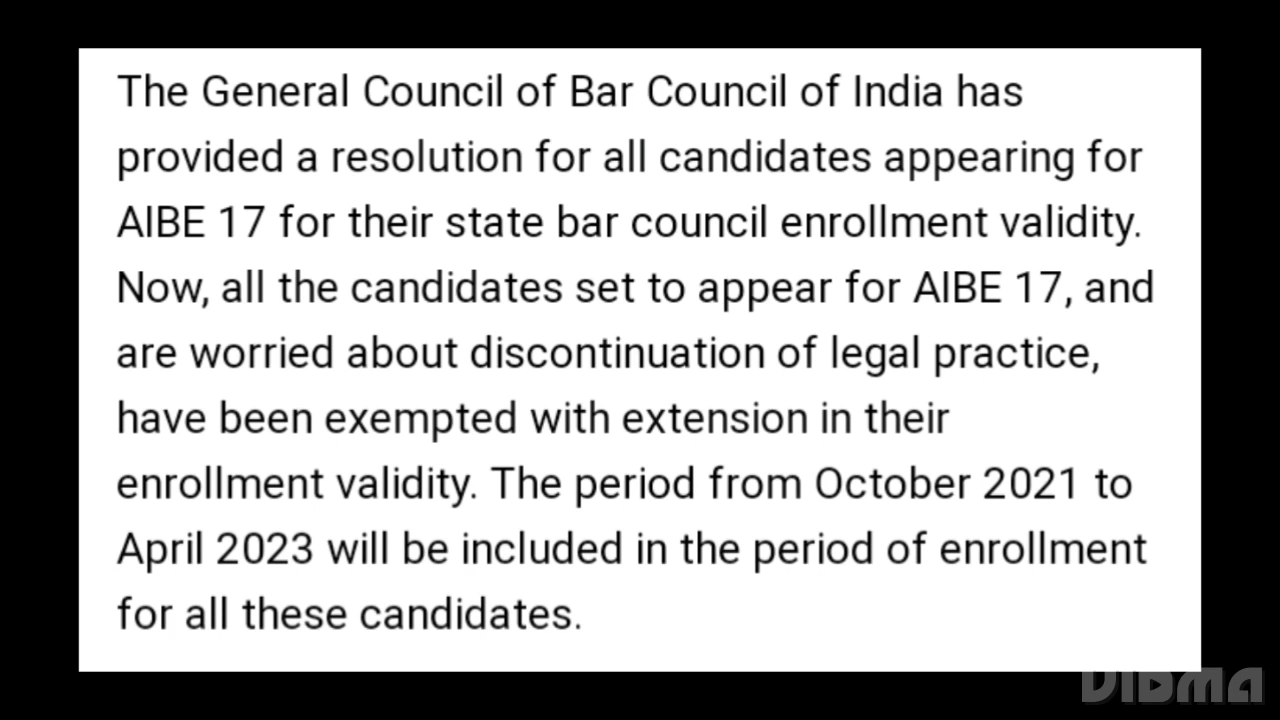 The General Council of Bar Council of India has
provided a resolution for all candidates appearing for
AIBE 17 for their state bar council enrollment validity.
Now, all the candidates set to appear for AIBE 17, and
are worried about discontinuation of legal practice,
have been exempted with extension in their
enrollment validity. The period from October 2021 to
April 2023 will be included in the period of enrollment
for all these candidates.